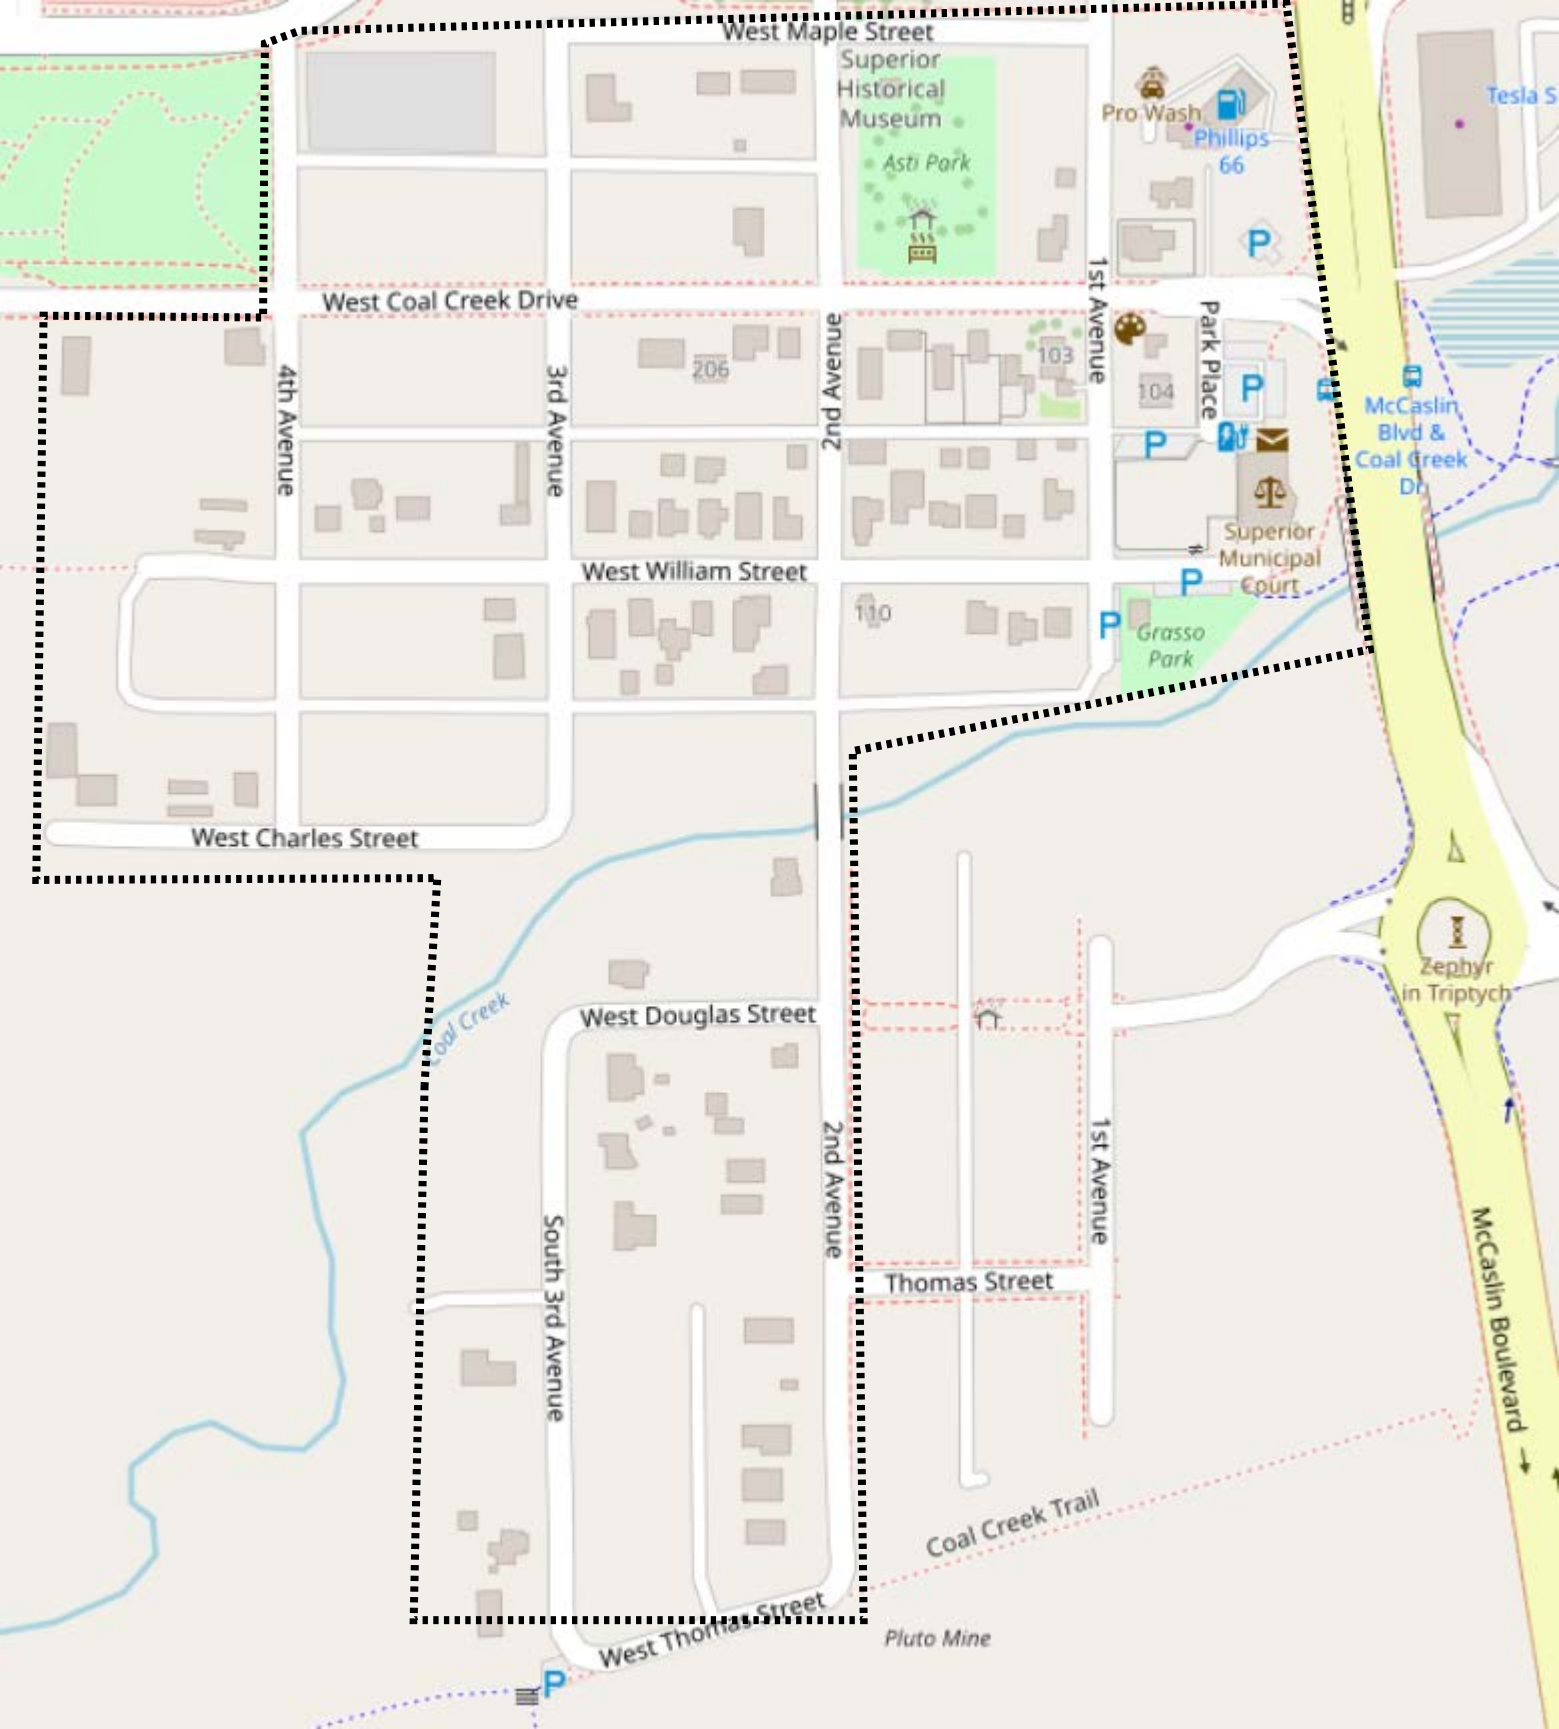 West Maple Street
Superior
Historical
Museum
Asti Park
Pro Wash
Phillips
66
Tesla S
P
West Coal Creek Drive
1st Avenue
Park Place
2nd Avenue
3rd Avenue
4th Avenue
206
103
104
P
P
McCaslin
Blvd &
Coal Creek
Dr
Superior
Municipal
Court
West William Street
P
110
P
Grasso
Park
West Charles Street
Coal Creek
West Douglas Street
Zephyr
in Triptych
2nd Avenue
1st Avenue
South 3rd Avenue
Thomas Street
McCaslin Boulevard
Coal Creek Trail
West Thomas Street
Pluto Mine
P